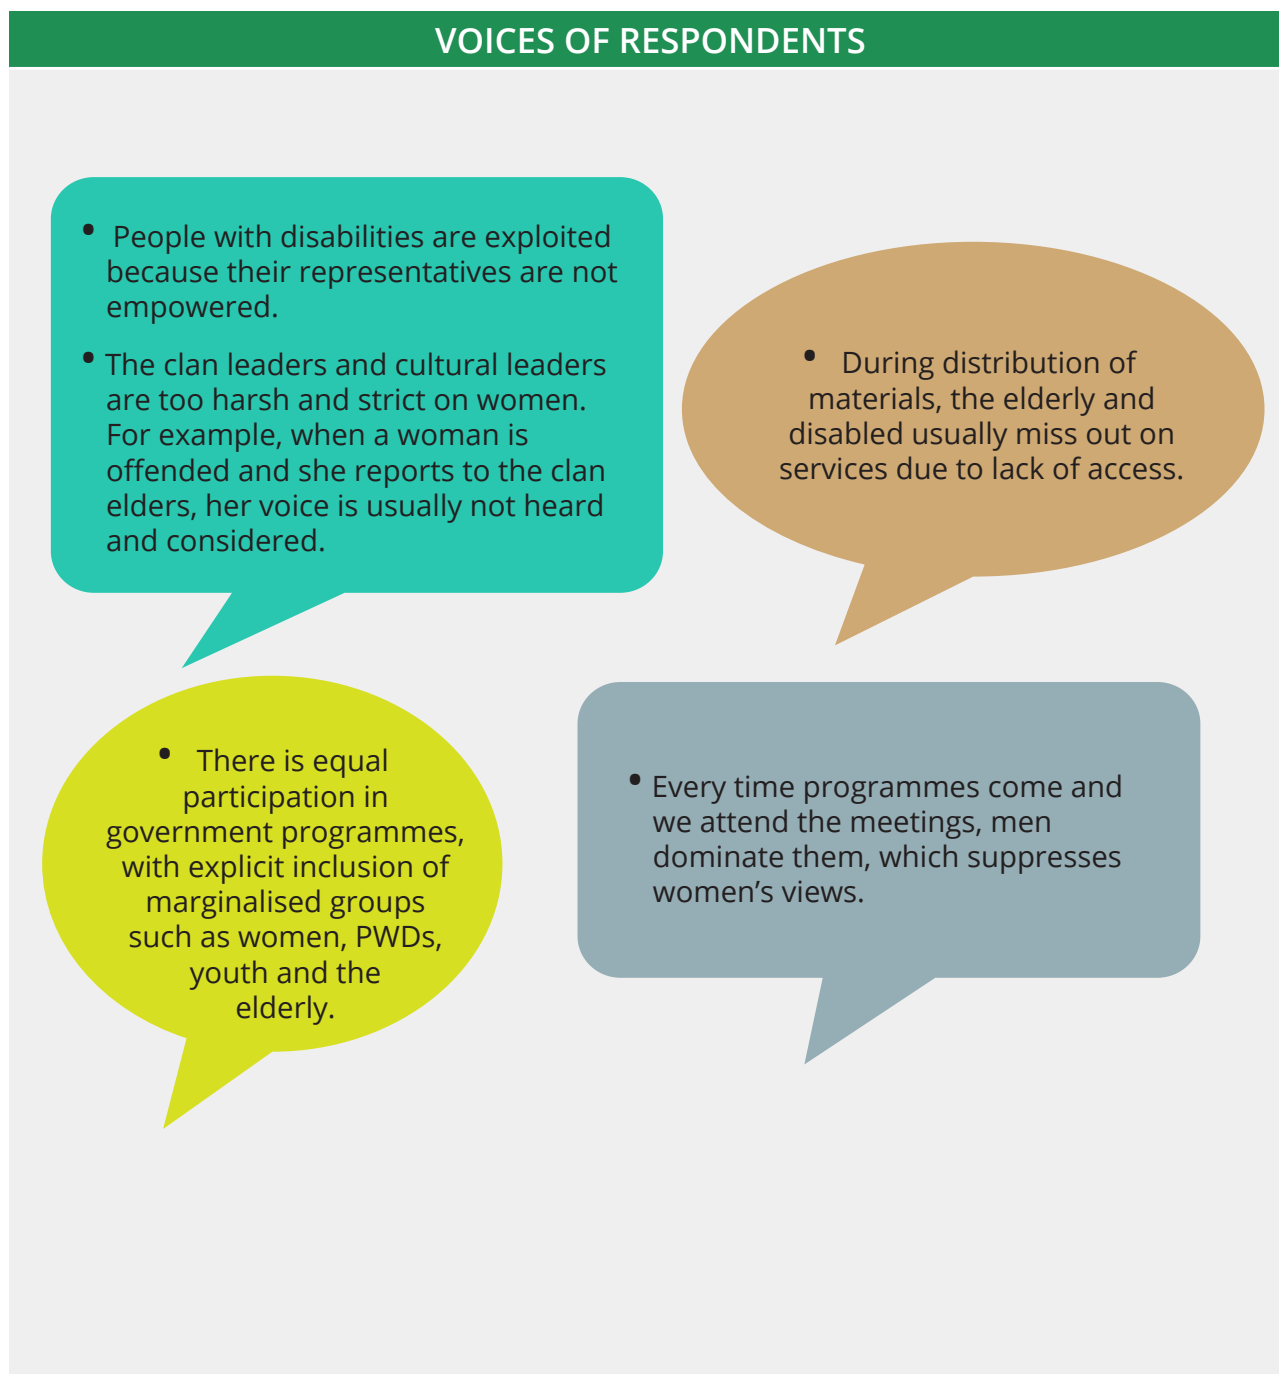 VOICES OF RESPONDENTS
• People with disabilities are exploited
because their representatives are not
empowered.
• The clan leaders and cultural leaders
are too harsh and strict on women.
For example, when a woman is
offended and she reports to the clan
elders, her voice is usually not heard
and considered.
• During distribution of
materials, the elderly and
disabled usually miss out on
services due to lack of access.
• There is equal
participation in
government programmes,
with explicit inclusion of
marginalised groups
such as women, PWDs,
youth and the
elderly.
• Every time programmes come and
we attend the meetings, men
dominate them, which suppresses
women’s views.